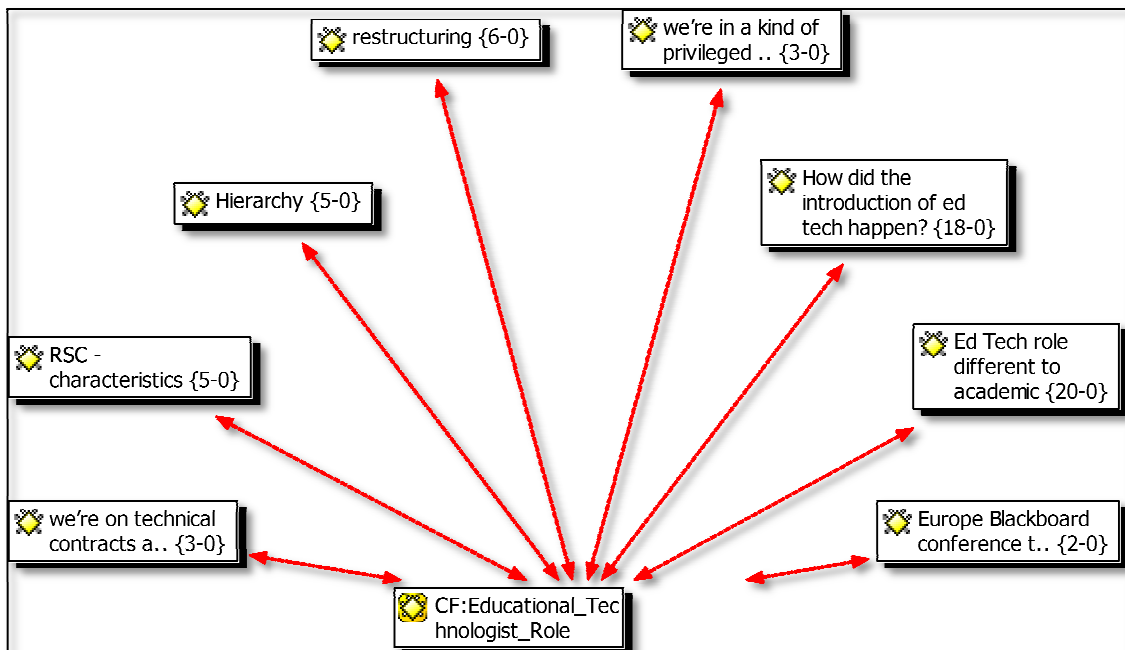 restructuring {6-0}
we're in a kind of
privileged .. {3-0}
Hierarchy {5-0}
How did the
introduction of ed
tech happen? {18-0}
RSC -
characteristics {5-0}
Ed Tech role
different to
academic {20-0}
we're on technical
contracts a.. {3-0}
Europe Blackboard
conference t.. {2-0}
CF:Educational_Tec
hnologist_Role